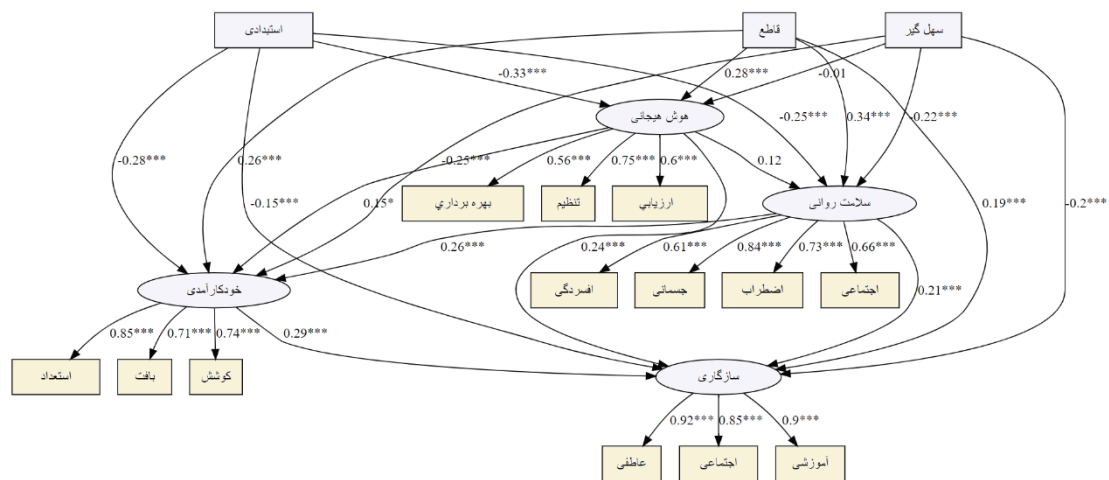 استبدادی
قاطع
سهل گیر
-0.33***
0.28***
-0.01
هوش هیجانی
-0.25***
0.34***
-0.22***
-0.28***
0.26***
-0.25***
0.56***
0.75***
0.6***
0.12
بهره برداري
تنظیم
ارزیابي
سلامت روانی
-0.15***
0.15*
0.19***
-0.2***
0.26***
0.24***
0.61***
0.84***
0.73***
0.66***
افسردگی
جسمانی
اضطراب
اجتماعی
0.21***
خودکارآمدی
0.85***
0.71***
0.74***
0.29***
استعداد
بافت
کوشش
سازگاری
0.92***
0.85***
0.9***
عاطفی
اجتماعی
آموزشی